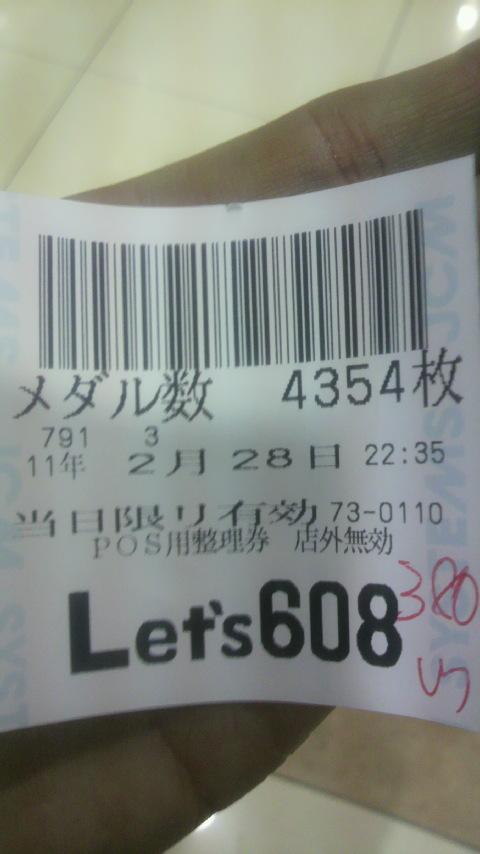 メダル数 4354枚
791 3
11年 2月28日 22:35
当日限り有効 73-0110
POS用整理券 店外無効
Let's608
380